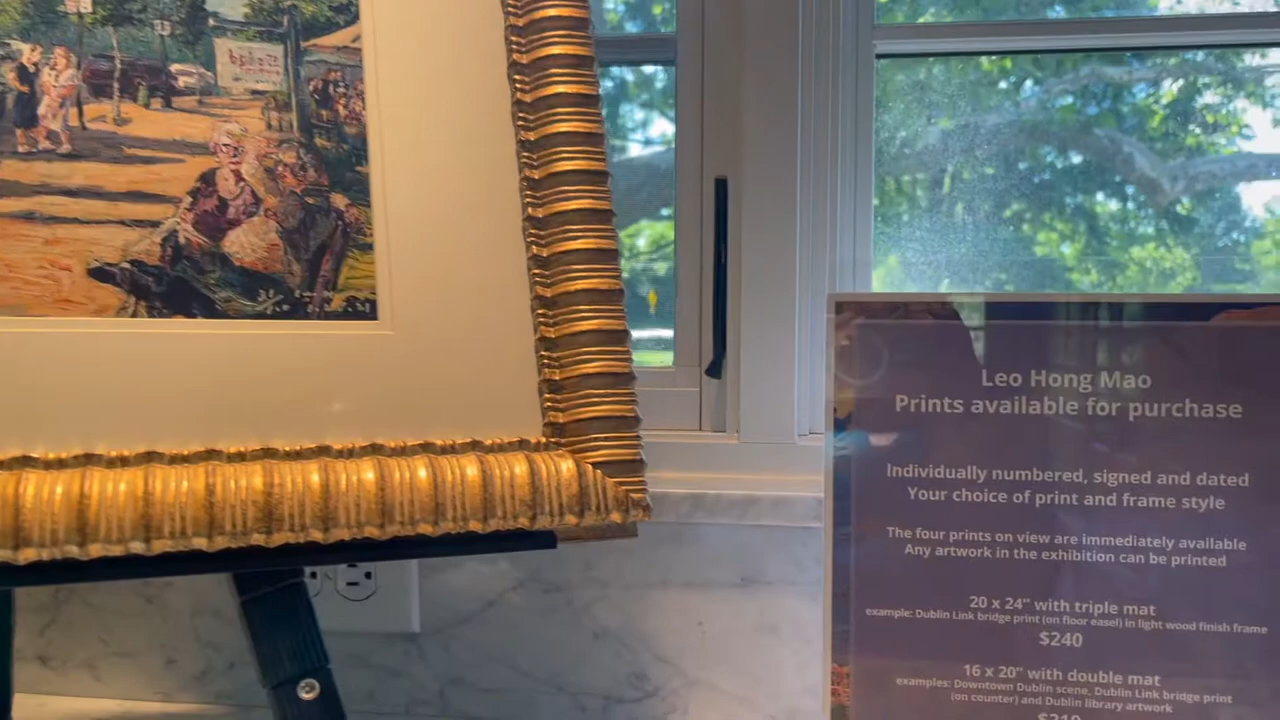 Leo Hong Mao
Prints available for purchase
Individually numbered, signed and dated
Your choice of print and frame style
The four prints on view are immediately available
Any artwork in the exhibition can be printed
20 x 24” with triple mat
example: Dublin Link bridge print (on floor easel) in light wood finish frame
$240
16 x 20” with double mat
examples: Downtown Dublin scene, Dublin Link bridge print
(on counter) and Dublin library artwork